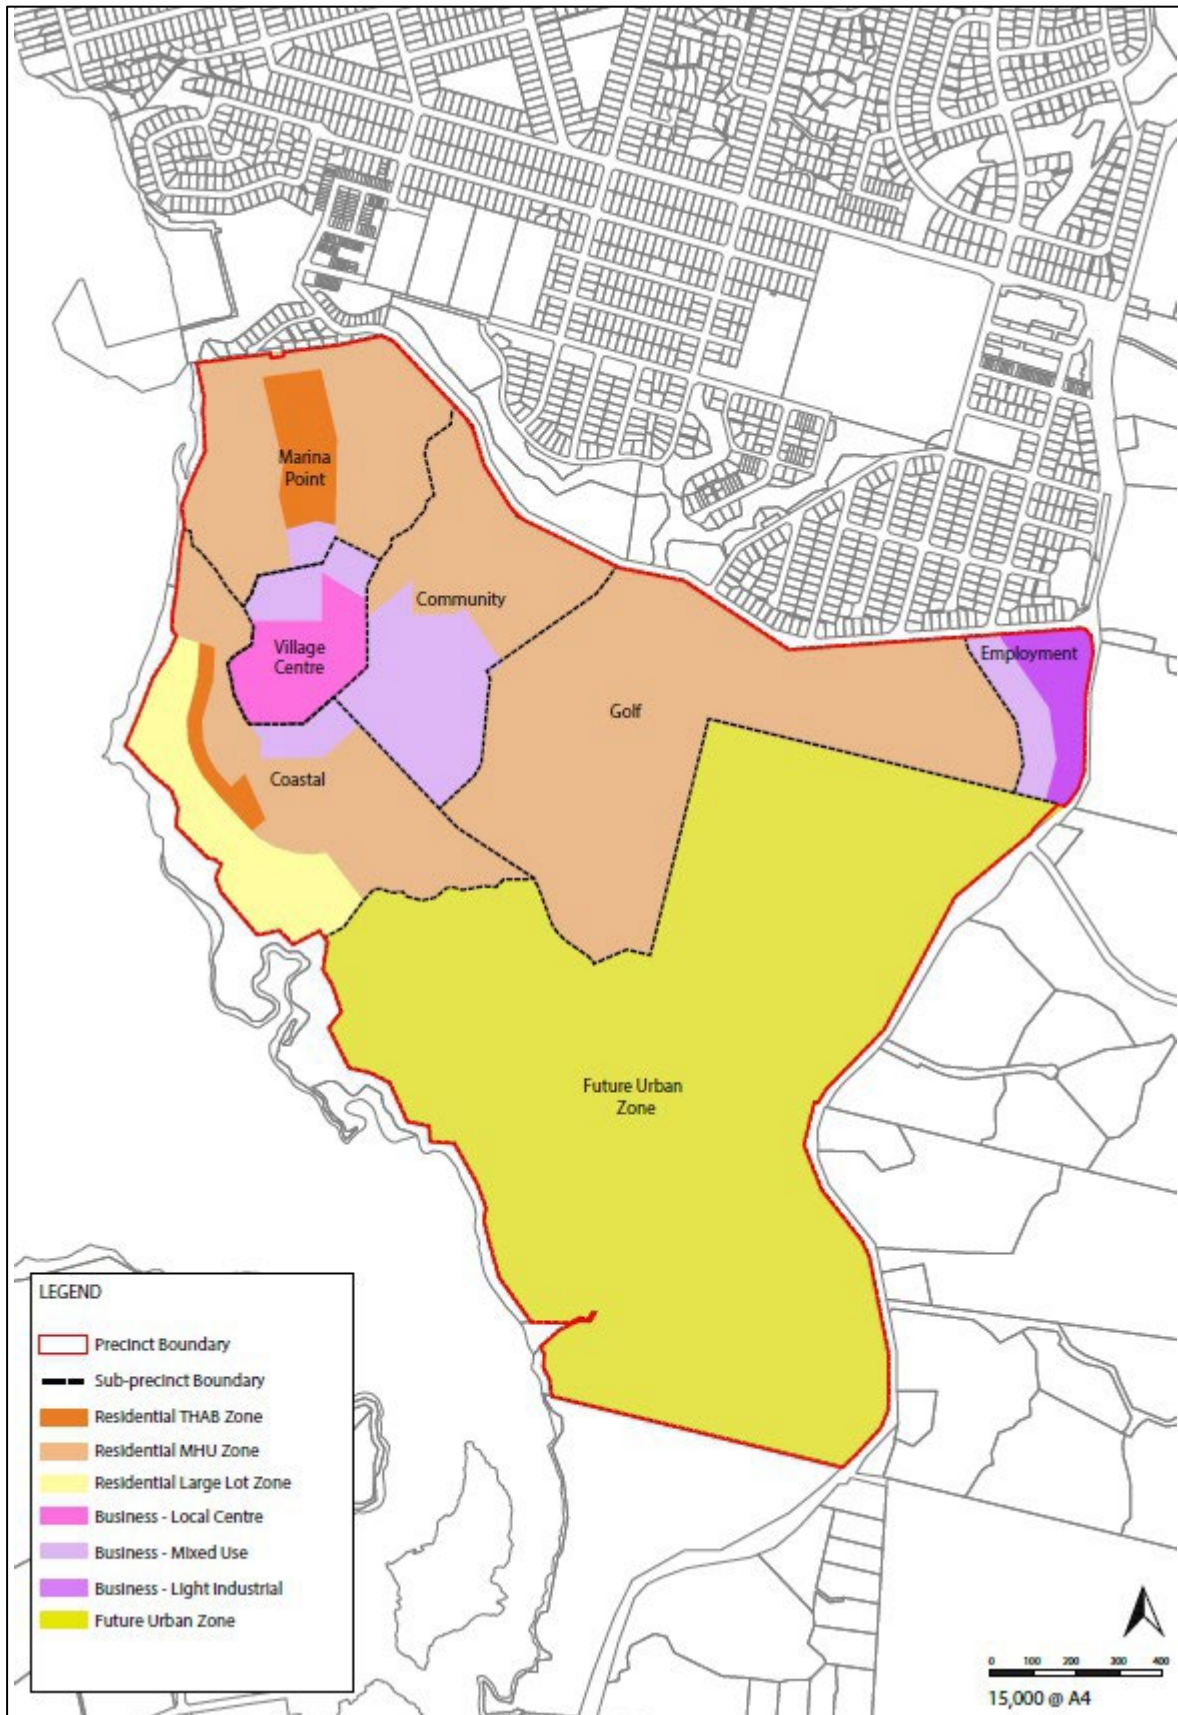 Marina
Point
Community
Village
Centre
Employment
Golf
Coastal
Future Urban
Zone
LEGEND
Precinct Boundary
Sub-precinct Boundary
Residential THAB Zone
Residential MHU Zone
Residential Large Lot Zone
Business - Local Centre
Business - Mixed Use
Business - Light Industrial
Future Urban Zone
0 100 200 300 400
15,000 @ A4